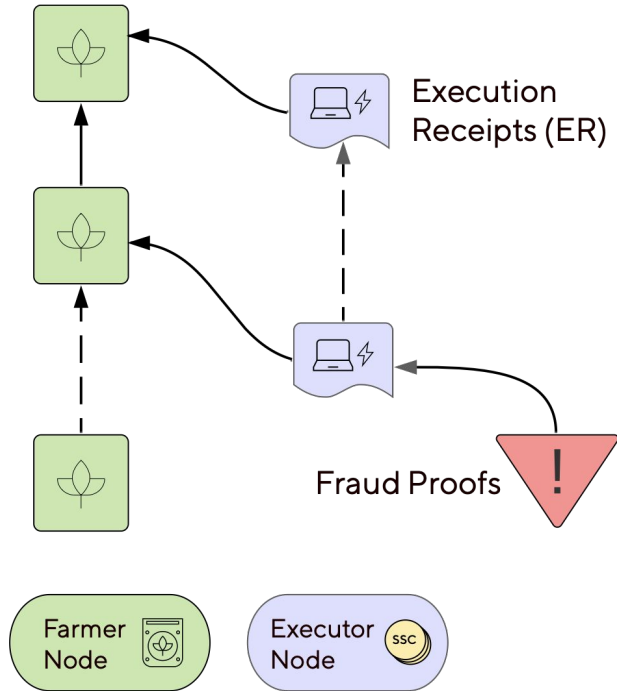 Execution
Receipts (ER)
!
Fraud Proofs
Farmer
Node
Executor
Node
SSC